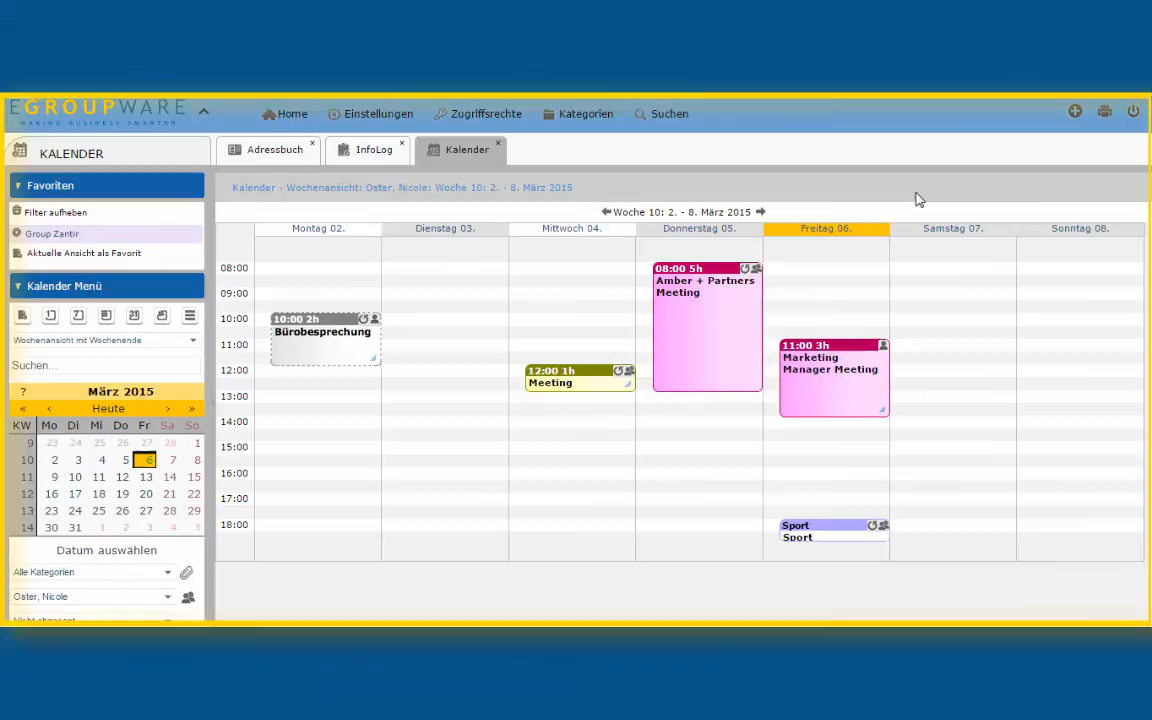 EGROUPWARE
MAKING BUSINESS SMARTER
Home Einstellungen Zugriffsrechte Kategorien Suchen
KALENDER
Adressbuch × InfoLog × Kalender ×
Favoriten
Filter aufheben
Group Zantir
Aktuelle Ansicht als Favorit
Kalender Menü
Wochenansicht mit Wochenende
Suchen...
? März 2015
« ‹ Heute › »
KW Mo Di Mi Do Fr Sa So
9 23 24 25 26 27 28 1
10 2 3 4 5 6 7 8
11 9 10 11 12 13 14 15
12 16 17 18 19 20 21 22
13 23 24 25 26 27 28 29
14 30 31 1 2 3 4 5
Datum auswählen
Alle Kategorien
Oster, Nicole
Kalender - Wochenansicht: Oster, Nicole: Woche 10: 2. - 8. März 2015
Woche 10: 2. - 8. März 2015
Montag 02. Dienstag 03. Mittwoch 04. Donnerstag 05. Freitag 06. Samstag 07. Sonntag 08.
08:00
09:00
10:00
11:00
12:00
13:00
14:00
15:00
16:00
17:00
18:00
10:00 2h
Bürobesprechung
12:00 1h
Meeting
08:00 5h
Amber + Partners
Meeting
11:00 3h
Marketing
Manager Meeting
Sport
Sport